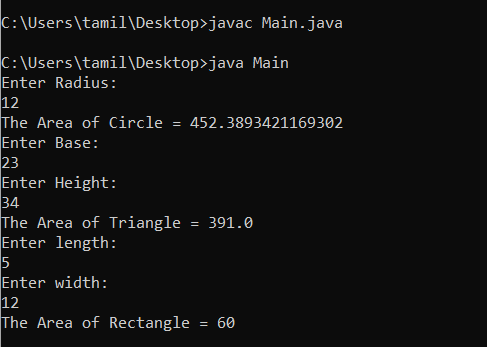 C:\Users\tamil\Desktop>javac Main.java
C:\Users\tamil\Desktop>java Main
Enter Radius:
12
The Area of Circle = 452.3893421169302
Enter Base:
23
Enter Height:
34
The Area of Triangle = 391.0
Enter length:
5
Enter width:
12
The Area of Rectangle = 60